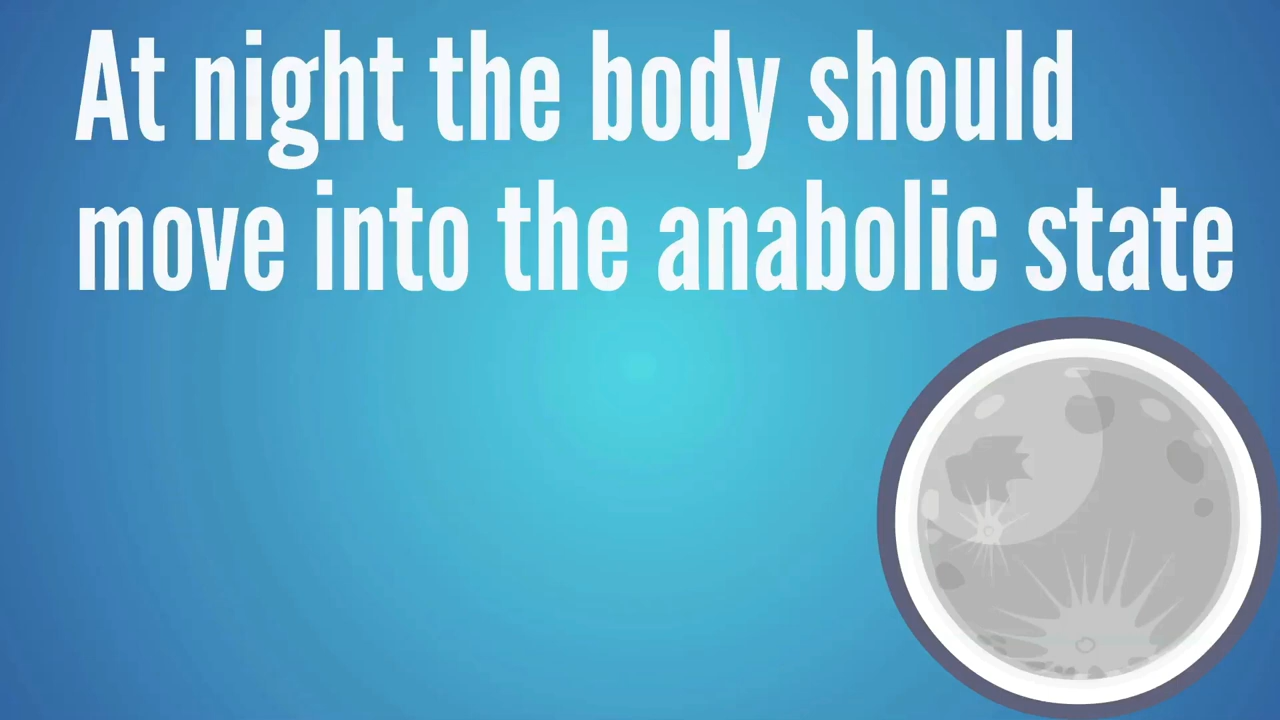 At night the body should
move into the anabolic state